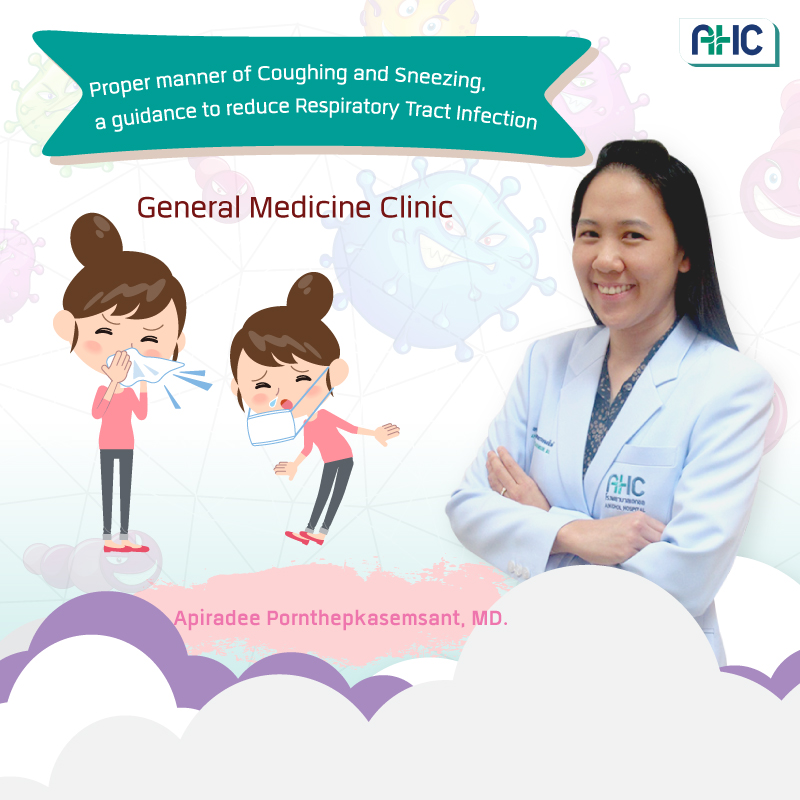 AHC
Proper manner of Coughing and Sneezing,
a guidance to reduce Respiratory Tract Infection
General Medicine Clinic
AHC
Apiradee Pornthepkasemsant, MD.